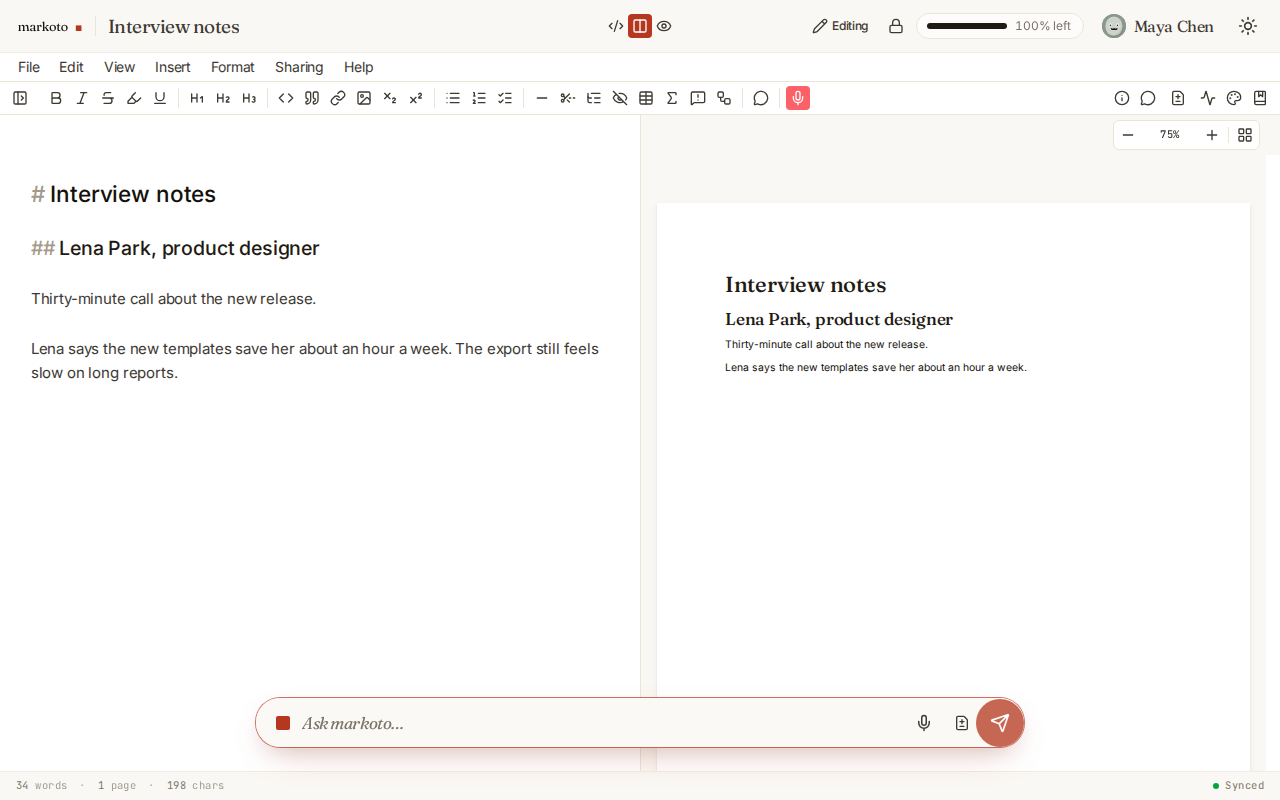 markoto
Interview notes
Editing
100% left
Maya Chen
File Edit View Insert Format Sharing Help
H1 H2 H3
75%
# Interview notes
## Lena Park, product designer
Thirty-minute call about the new release.
Lena says the new templates save her about an hour a week. The export still feels
slow on long reports.
Interview notes
Lena Park, product designer
Thirty-minute call about the new release.
Lena says the new templates save her about an hour a week.
Ask markoto...
34 words · 1 page · 198 chars
Synced